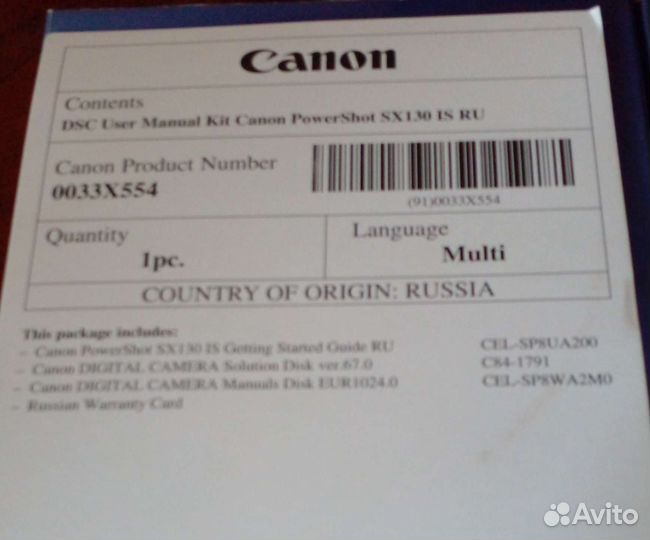 Canon
Contents
DSC User Manual Kit Canon PowerShot SX130 IS RU
Canon Product Number
0033X554
(91)0033X554
Quantity
1pc.
Language
Multi
COUNTRY OF ORIGIN: RUSSIA
This package includes:
– Canon PowerShot SX130 IS Getting Started Guide RU CEL-SP8UA200
– Canon DIGITAL CAMERA Solution Disk ver.67.0 C84-1791
– Canon DIGITAL CAMERA Manuals Disk EUR1024.0 CEL-SP8WA2M0
– Russian Warranty Card
Avito